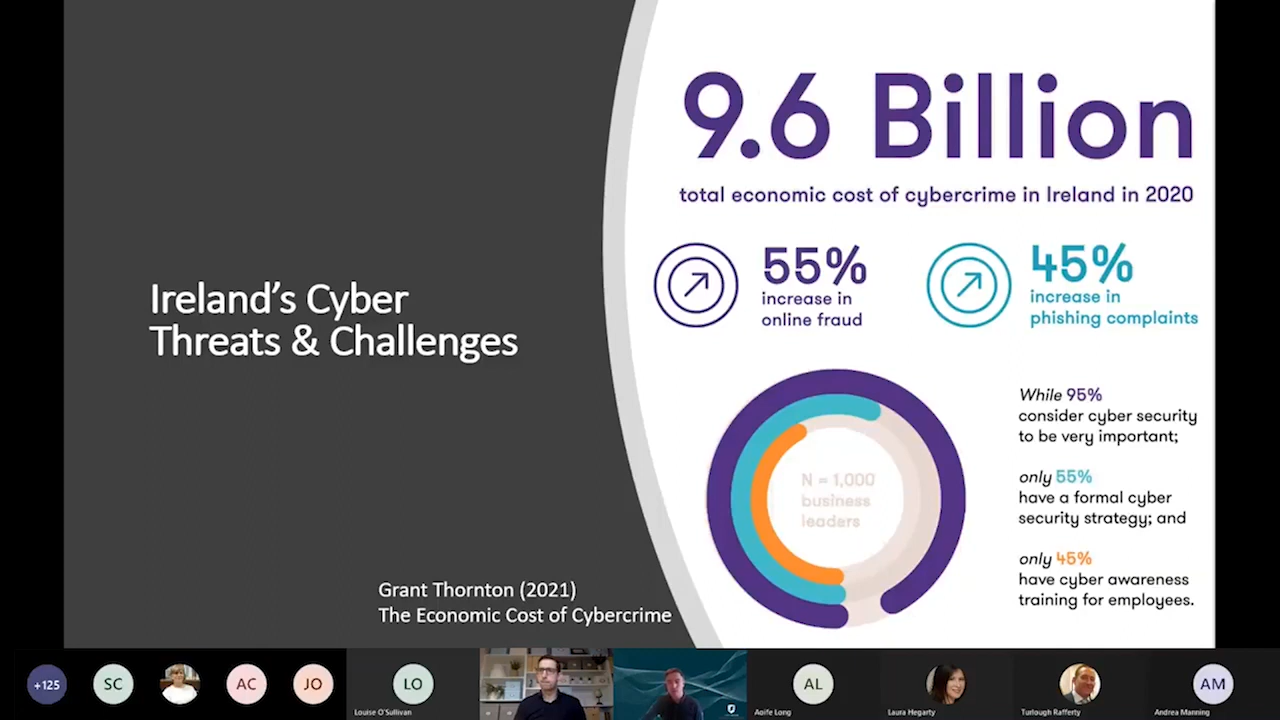 Ireland's Cyber
Threats & Challenges
Grant Thornton (2021)
The Economic Cost of Cybercrime
9.6 Billion
total economic cost of cybercrime in Ireland in 2020
55%
increase in
online fraud
45%
increase in
phishing complaints
N = 1,000
business
leaders
While 95%
consider cyber security
to be very important;
only 55%
have a formal cyber
security strategy; and
only 45%
have cyber awareness
training for employees.
+125
SC
AC
JO
LO
Louise O'Sullivan
AL
Aoife Long
Laura Hegarty
Turlough Rafferty
AM
Andrea Manning